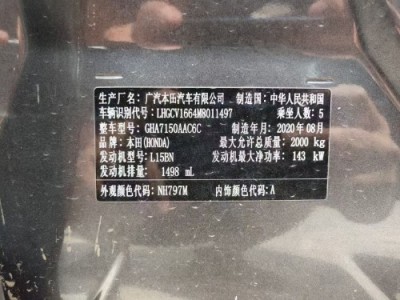 生产厂名：广汽本田汽车有限公司 制造国：中华人民共和国
车辆识别代号：LHGCV1664M8011497 乘坐人数：5
整车型号：GHA7150AAC6C 制造年月：2020年08月
品牌：本田(HONDA) 最大允许总质量：2000 kg
发动机型号：L15BN 发动机最大净功率：143 kW
发动机排量：1498 mL
外观颜色代码：NH797M 内饰颜色代码：A